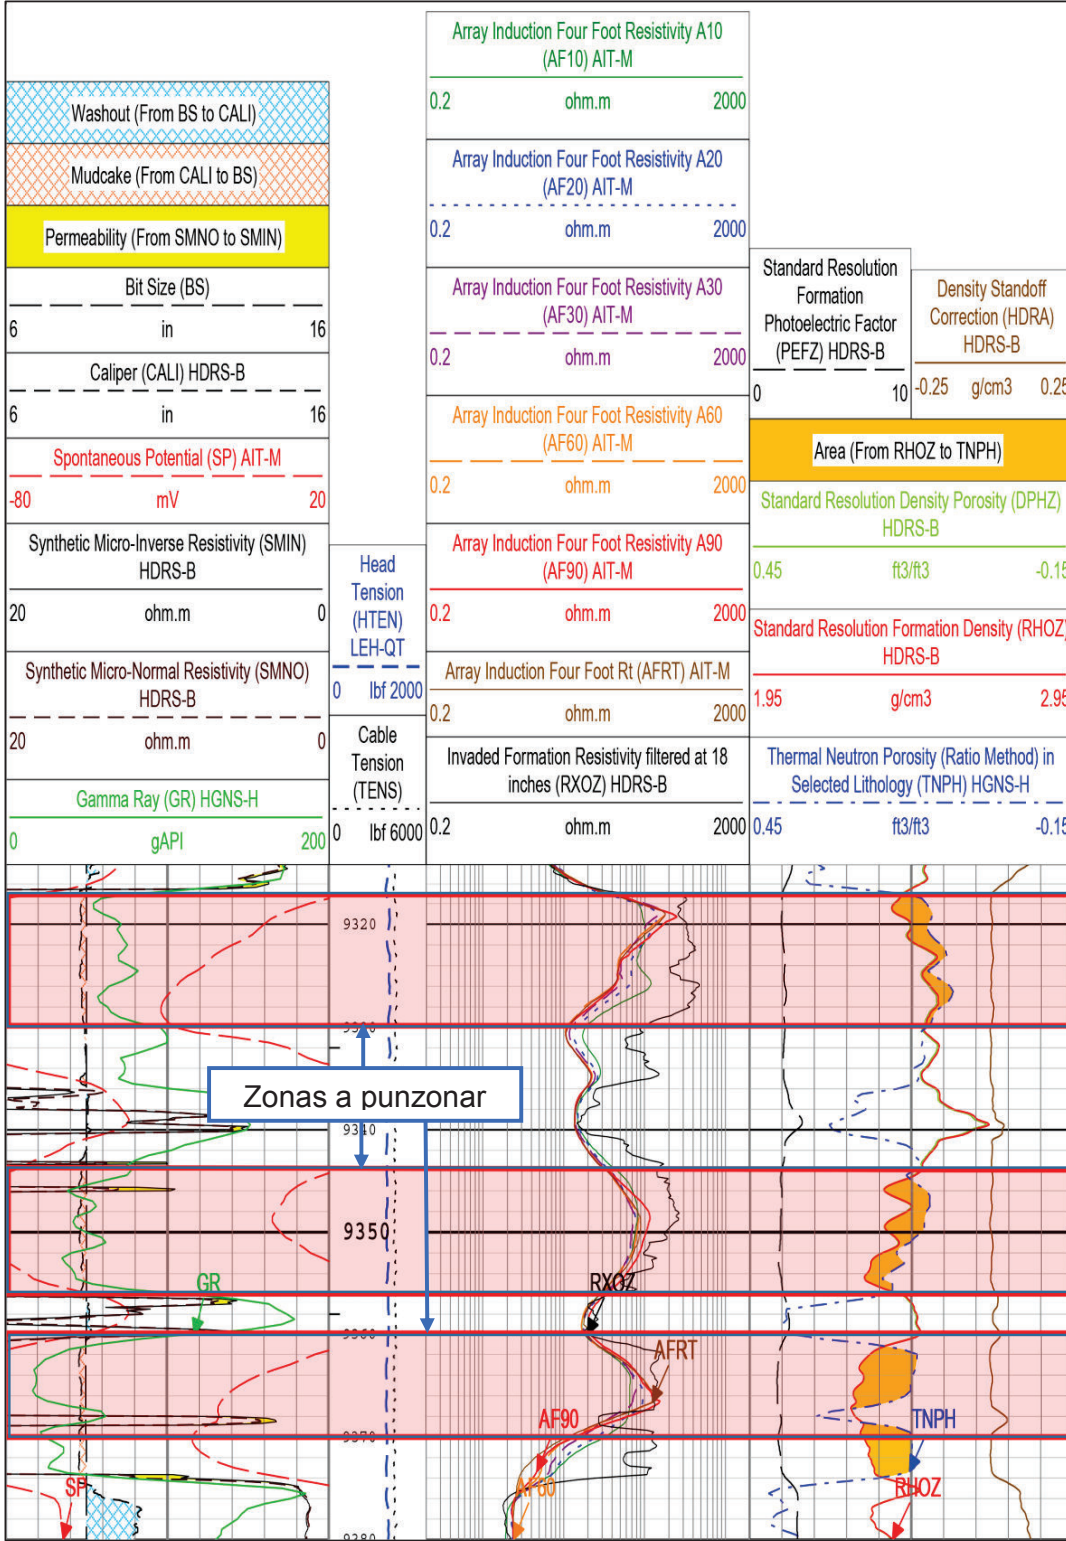 Washout (From BS to CALI)
Mudcake (From CALI to BS)
Permeability (From SMNO to SMIN)
Bit Size (BS)
6 in 16
Caliper (CALI) HDRS-B
6 in 16
Spontaneous Potential (SP) AIT-M
-80 mV 20
Synthetic Micro-Inverse Resistivity (SMIN)
HDRS-B
20 ohm.m 0
Synthetic Micro-Normal Resistivity (SMNO)
HDRS-B
20 ohm.m 0
Gamma Ray (GR) HGNS-H
0 gAPI 200
Head
Tension
(HTEN)
LEH-QT
0 lbf 2000
Cable
Tension
(TENS)
0 lbf 6000
Array Induction Four Foot Resistivity A10
(AF10) AIT-M
0.2 ohm.m 2000
Array Induction Four Foot Resistivity A20
(AF20) AIT-M
0.2 ohm.m 2000
Array Induction Four Foot Resistivity A30
(AF30) AIT-M
0.2 ohm.m 2000
Array Induction Four Foot Resistivity A60
(AF60) AIT-M
0.2 ohm.m 2000
Array Induction Four Foot Resistivity A90
(AF90) AIT-M
0.2 ohm.m 2000
Array Induction Four Foot Rt (AFRT) AIT-M
0.2 ohm.m 2000
Invaded Formation Resistivity filtered at 18
inches (RXOZ) HDRS-B
0.2 ohm.m 2000
Standard Resolution
Formation
Photoelectric Factor
(PEFZ) HDRS-B
0 10
Density Standoff
Correction (HDRA)
HDRS-B
-0.25 g/cm3 0.25
Area (From RHOZ to TNPH)
Standard Resolution Density Porosity (DPHZ)
HDRS-B
0.45 ft3/ft3 -0.15
Standard Resolution Formation Density (RHOZ)
HDRS-B
1.95 g/cm3 2.95
Thermal Neutron Porosity (Ratio Method) in
Selected Lithology (TNPH) HGNS-H
0.45 ft3/ft3 -0.15
9320
Zonas a punzonar
9340
9350
GR
RXOZ
AFRT
AF90
TNPH
9370
SP
AF60
RHOZ
9380